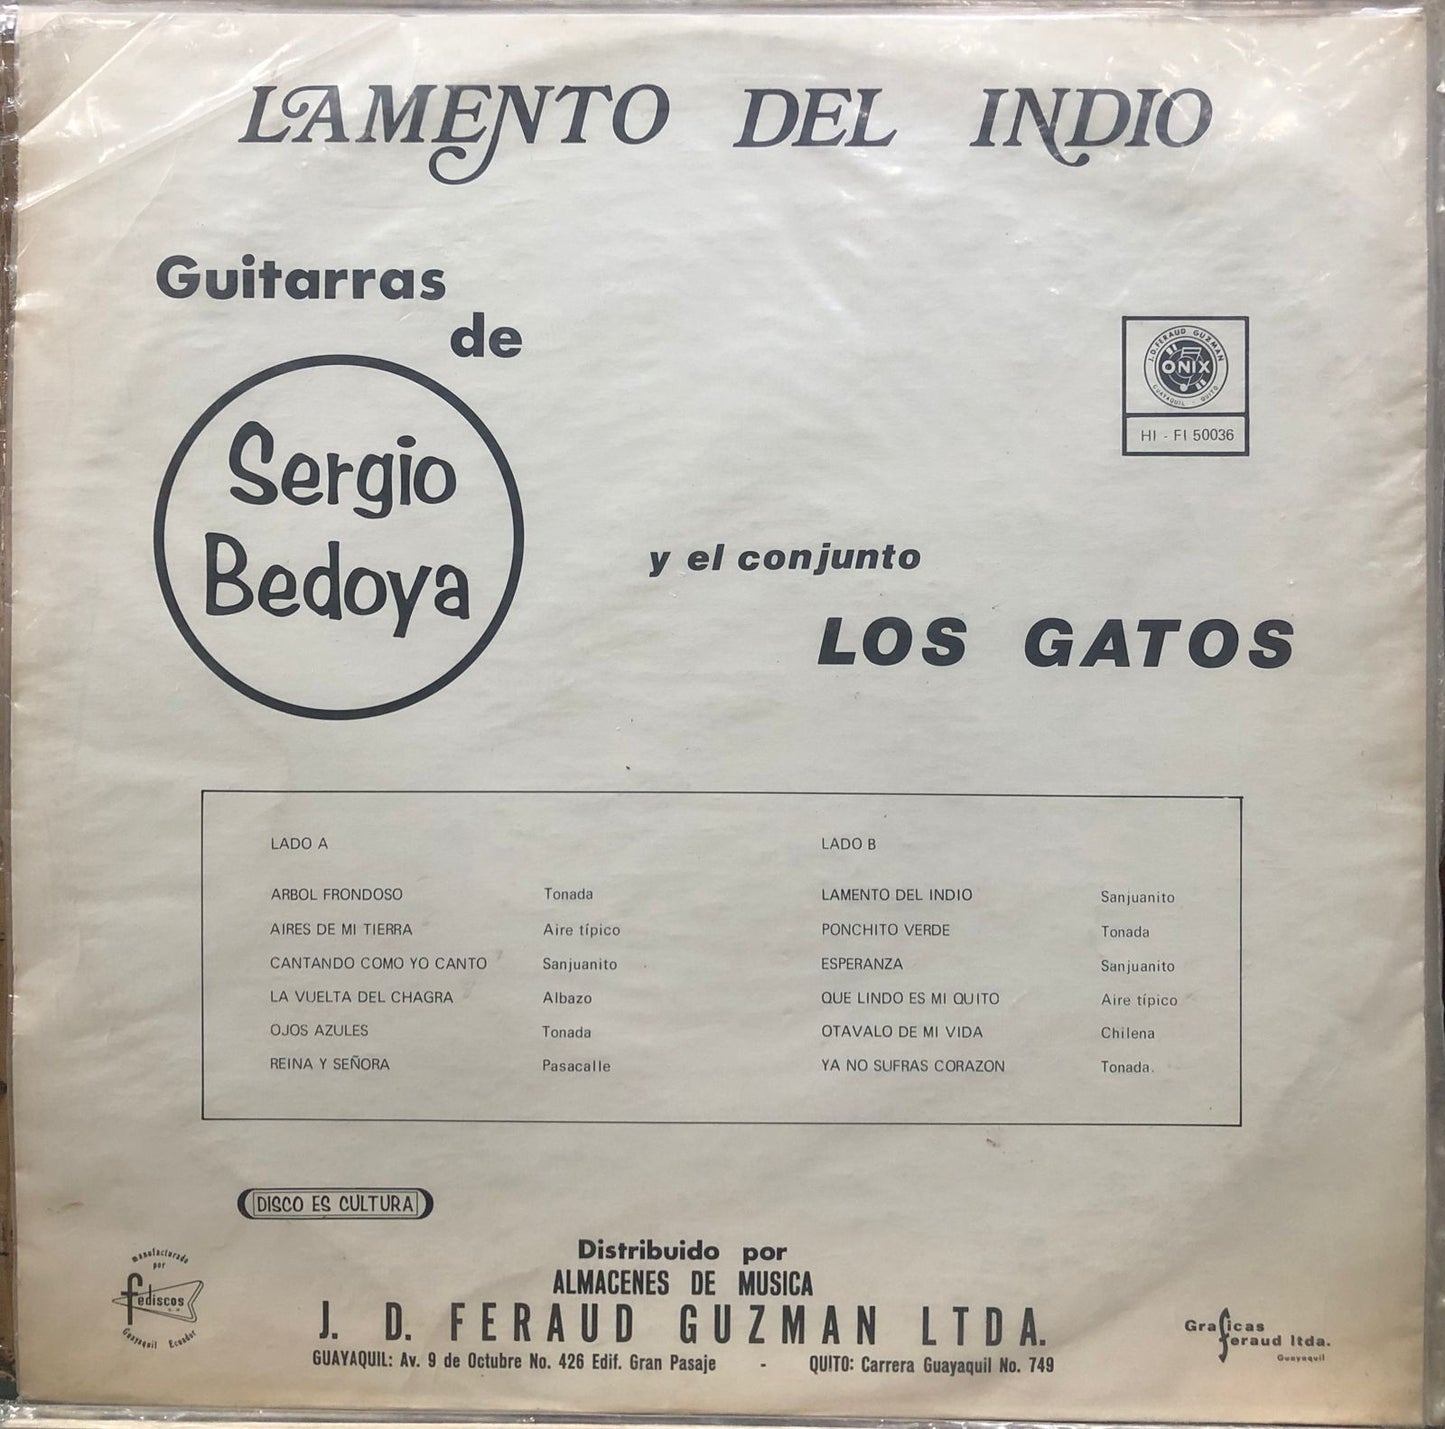 LAMENTO DEL INDIO
Guitarras
de
Sergio
Bedoya
J.D. FERAUD GUZMAN
ONIX
GUAYAQUIL - QUITO
HI - FI 50036
y el conjunto
LOS GATOS
LADO A
ARBOL FRONDOSO Tonada
AIRES DE MI TIERRA Aire típico
CANTANDO COMO YO CANTO Sanjuanito
LA VUELTA DEL CHAGRA Albazo
OJOS AZULES Tonada
REINA Y SEÑORA Pasacalle
LADO B
LAMENTO DEL INDIO Sanjuanito
PONCHITO VERDE Tonada
ESPERANZA Sanjuanito
QUE LINDO ES MI QUITO Aire típico
OTAVALO DE MI VIDA Chilena
YA NO SUFRAS CORAZON Tonada.
DISCO ES CULTURA
manufacturado
por
fediscos
Guayaquil Ecuador
Distribuido por
ALMACENES DE MUSICA
J. D. FERAUD GUZMAN LTDA.
GUAYAQUIL: Av. 9 de Octubre No. 426 Edif. Gran Pasaje - QUITO: Carrera Guayaquil No. 749
Graficas
feraud ltda.
Guayaquil